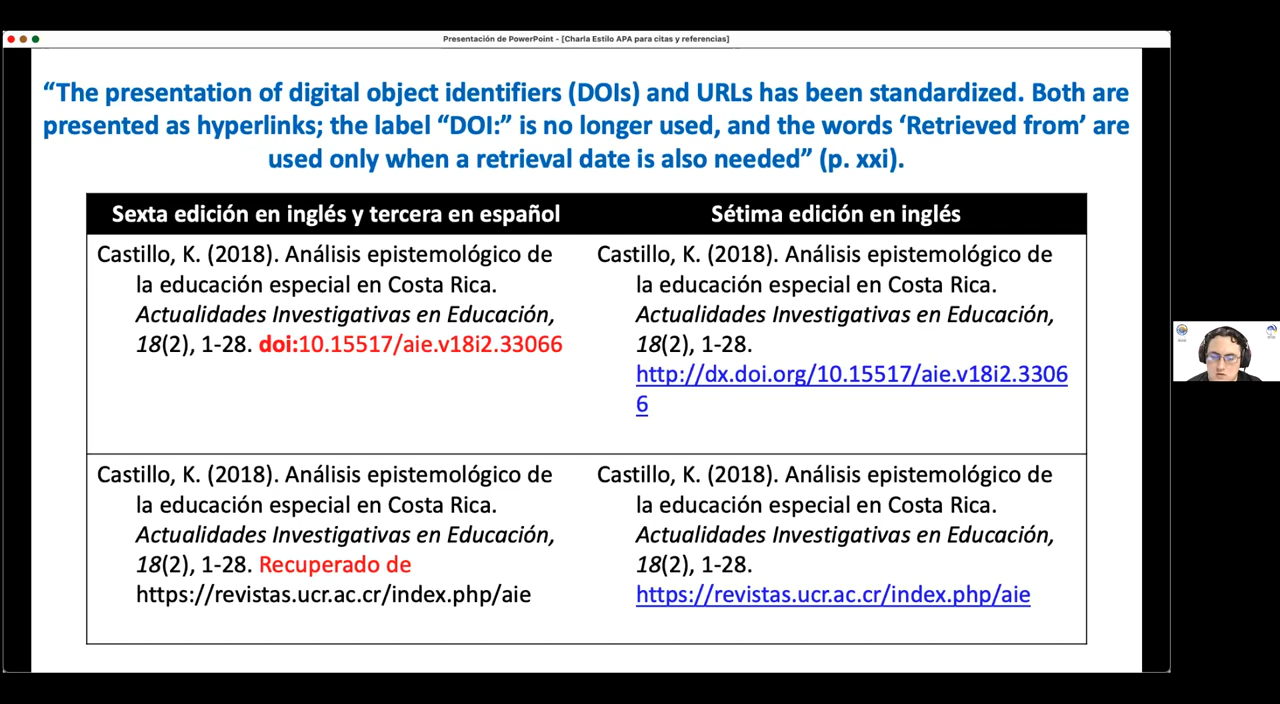 Presentación de PowerPoint - [Charla Estilo APA para citas y referencias]
“The presentation of digital object identifiers (DOIs) and URLs has been standardized. Both are
presented as hyperlinks; the label “DOI:” is no longer used, and the words ‘Retrieved from’ are
used only when a retrieval date is also needed” (p. xxi).
Sexta edición en inglés y tercera en español
Sétima edición en inglés
Castillo, K. (2018). Análisis epistemológico de
la educación especial en Costa Rica.
Actualidades Investigativas en Educación,
18(2), 1-28. doi:10.15517/aie.v18i2.33066
Castillo, K. (2018). Análisis epistemológico de
la educación especial en Costa Rica.
Actualidades Investigativas en Educación,
18(2), 1-28.
http://dx.doi.org/10.15517/aie.v18i2.3306
6
Castillo, K. (2018). Análisis epistemológico de
la educación especial en Costa Rica.
Actualidades Investigativas en Educación,
18(2), 1-28. Recuperado de
https://revistas.ucr.ac.cr/index.php/aie
Castillo, K. (2018). Análisis epistemológico de
la educación especial en Costa Rica.
Actualidades Investigativas en Educación,
18(2), 1-28.
https://revistas.ucr.ac.cr/index.php/aie